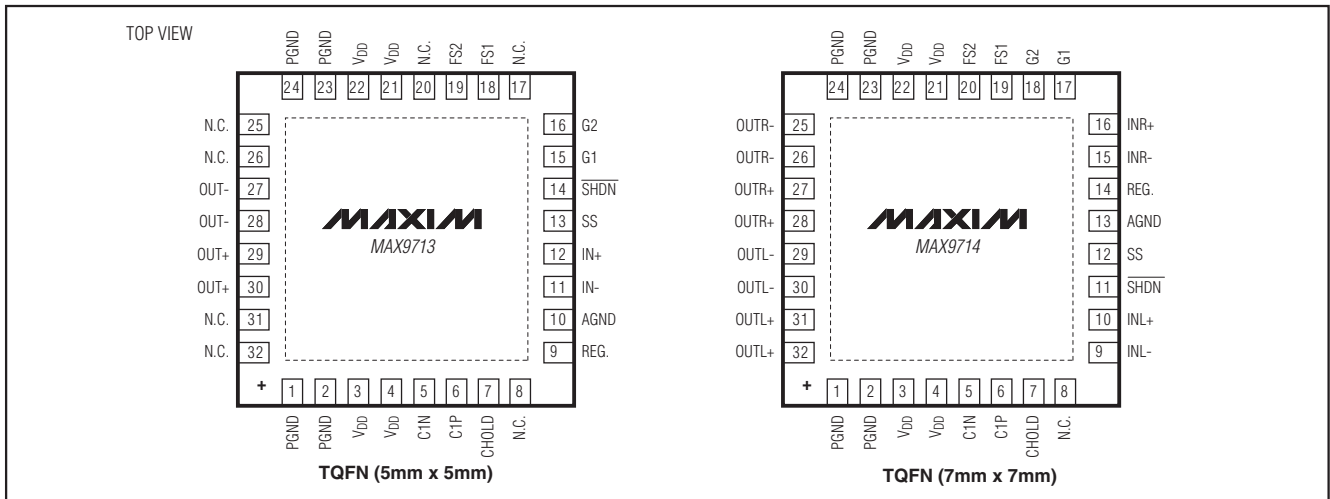 TOP VIEW
PGND PGND VDD VDD N.C. FS2 FS1 N.C.
24 23 22 21 20 19 18 17
N.C. 25 16 G2
N.C. 26 15 G1
OUT- 27 14 SHDN
OUT- 28 13 SS
OUT+ 29 12 IN+
OUT+ 30 11 IN-
N.C. 31 10 AGND
N.C. 32 9 REG.
MAXIM
MAX9713
+ 1 2 3 4 5 6 7 8
PGND PGND VDD VDD C1N C1P CHOLD N.C.
TQFN (5mm x 5mm)
PGND PGND VDD VDD FS2 FS1 G2 G1
24 23 22 21 20 19 18 17
OUTR- 25 16 INR+
OUTR- 26 15 INR-
OUTR+ 27 14 REG.
OUTR+ 28 13 AGND
OUTL- 29 12 SS
OUTL- 30 11 SHDN
OUTL+ 31 10 INL+
OUTL+ 32 9 INL-
MAXIM
MAX9714
+ 1 2 3 4 5 6 7 8
PGND PGND VDD VDD C1N C1P CHOLD N.C.
TQFN (7mm x 7mm)